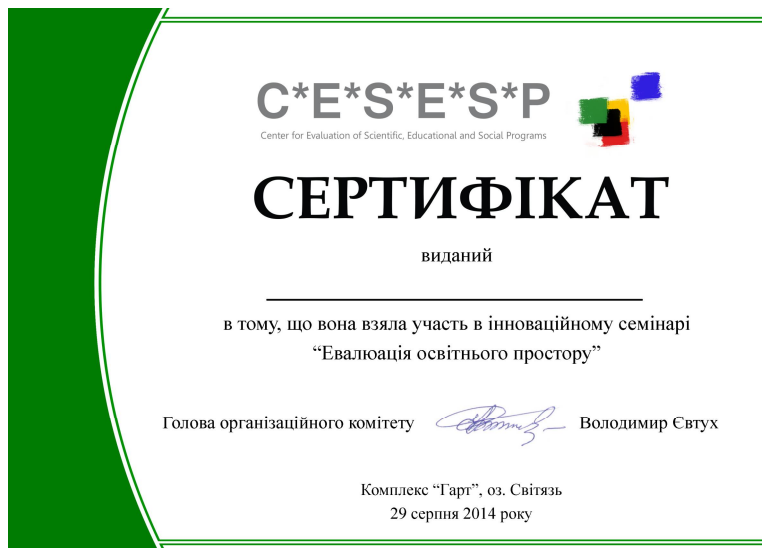 C*E*S*E*S*P
Center for Evaluation of Scientific, Educational and Social Programs
СЕРТИФІКАТ
виданий
в тому, що вона взяла участь в інноваційному семінарі
“Евалюація освітнього простору”
Голова організаційного комітету Володимир Євтух
Комплекс “Гарт”, оз. Світязь
29 серпня 2014 року